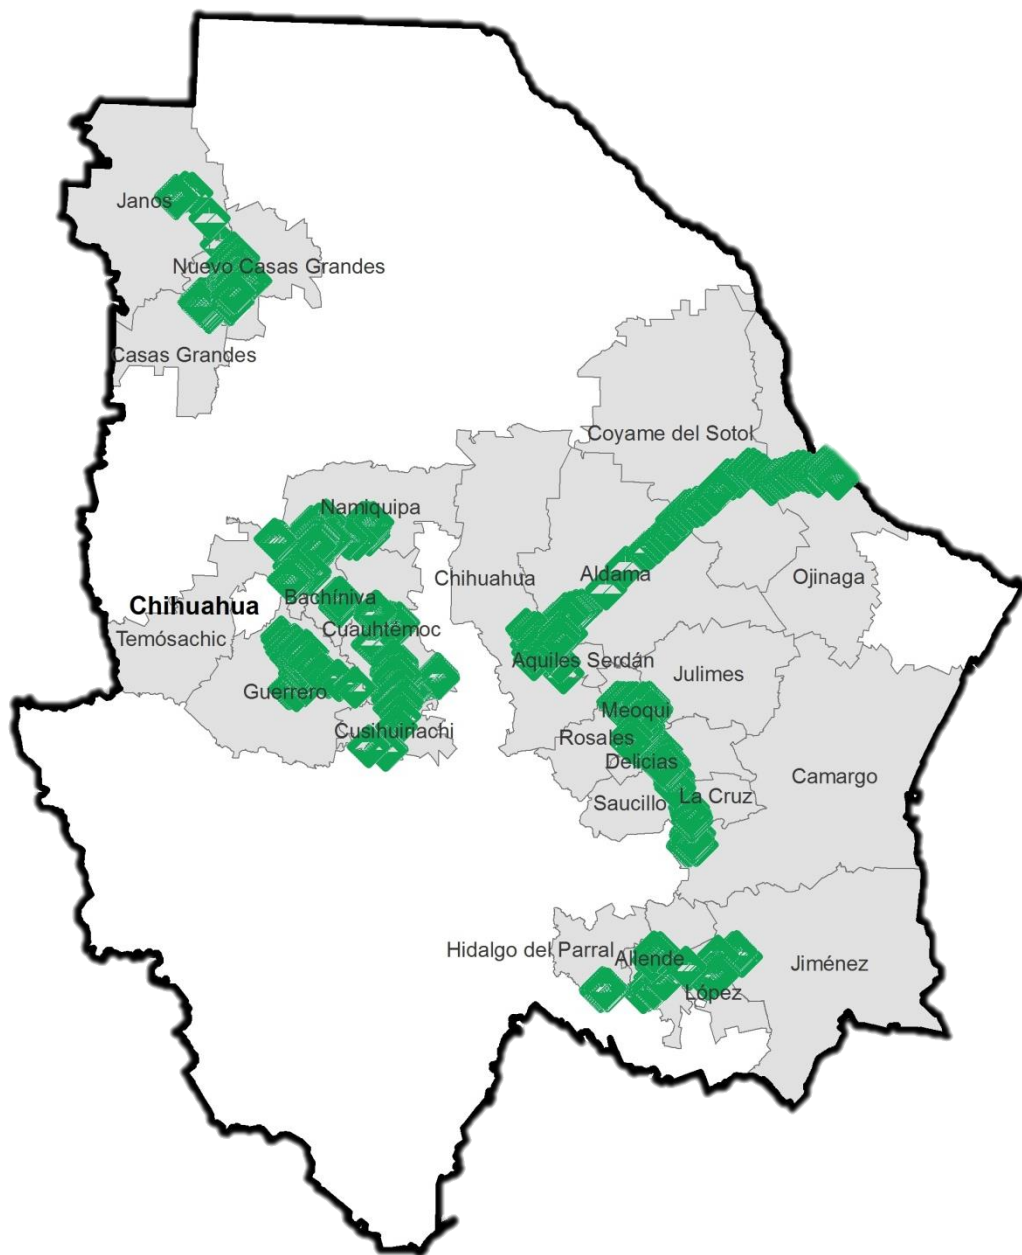 Janos
Nuevo Casas Grandes
Casas Grandes
Coyame del Sotol
Namiquipa
Chihuahua
Aldama
Ojinaga
Bachíniva
Chihuahua
Cuauhtémoc
Temósachic
Aquiles Serdán
Julimes
Guerrero
Meoqui
Cusihuiriachi
Rosales
Delicias
Camargo
La Cruz
Saucillo
Hidalgo del Parral
Allende
Jiménez
López